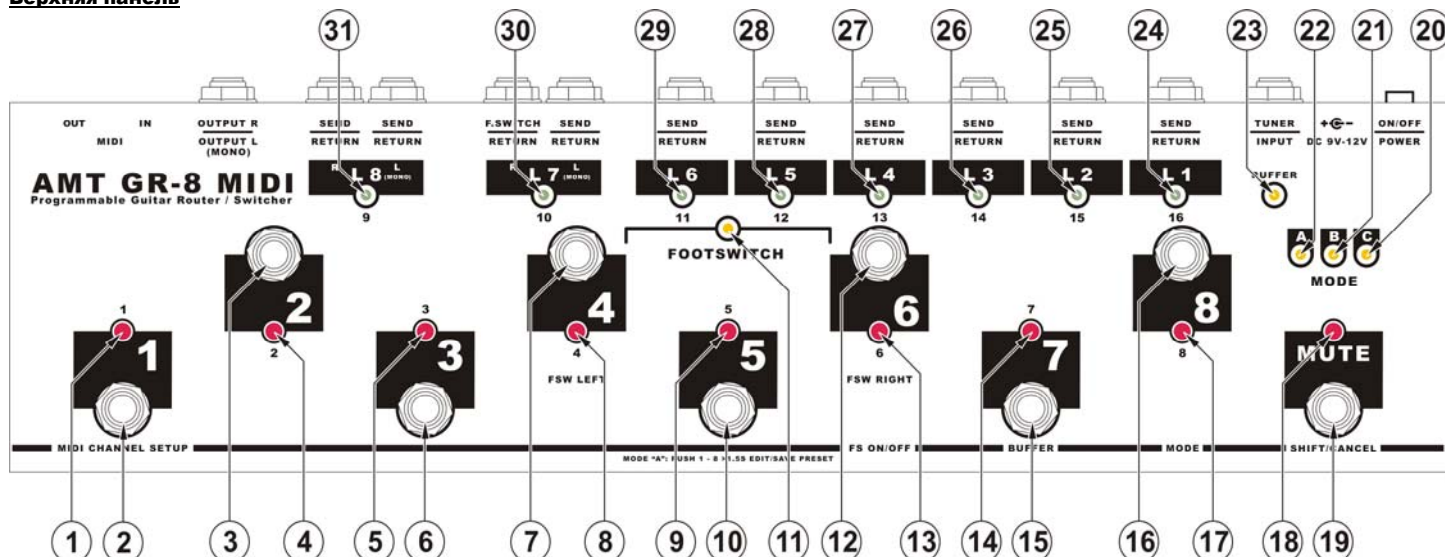 Верхняя панель
31 30 29 28 27 26 25 24 23 22 21 20
OUT IN OUTPUT R SEND SEND F.SWITCH SEND SEND SEND SEND SEND SEND SEND TUNER ON/OFF
MIDI OUTPUT L RETURN RETURN RETURN RETURN RETURN RETURN RETURN RETURN RETURN RETURN INPUT DC 9V-12V POWER
(MONO)
AMT GR-8 MIDI R L 8 L (MONO) R L 7 L (MONO) L 6 L 5 L 4 L 3 L 2 L 1 BUFFER
Programmable Guitar Router / Switcher
9 10 11 12 13 14 15 16
A B C
FOOTSWITCH
MODE
2 4 6 8
1 3 5 7
2 4 6 8
1 3 5 7 MUTE
FSW LEFT FSW RIGHT
MIDI CHANNEL SETUP FS ON/OFF BUFFER MODE SHIFT/CANCEL
MODE "A": PUSH 1 - 8 >1.5S EDIT/SAVE PRESET
1 2 3 4 5 6 7 8 9 10 11 12 13 14 15 16 17 18 19